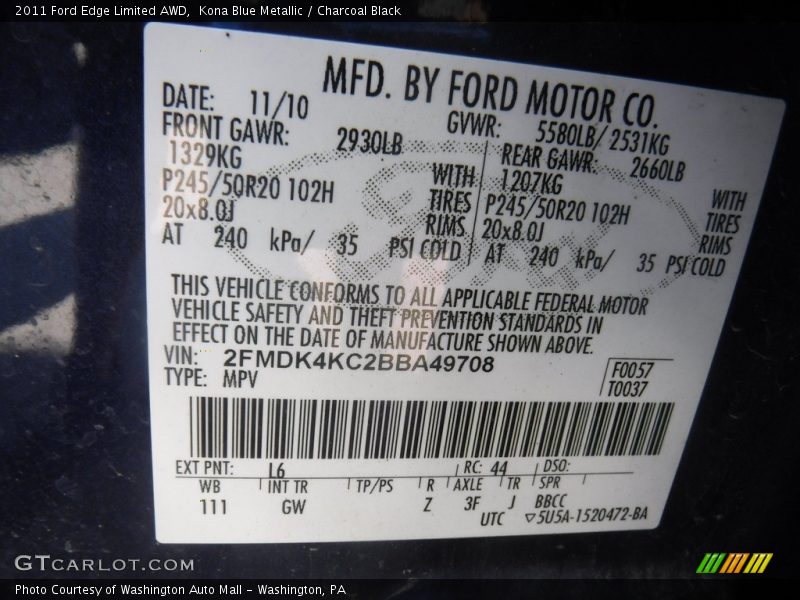 2011 Ford Edge Limited AWD,  Kona Blue Metallic / Charcoal Black
MFD. BY FORD MOTOR CO.
DATE: 11/10 GVWR: 5580LB/ 2531KG
FRONT GAWR: 2930LB REAR GAWR: 2660LB
1329KG WITH 1207KG WITH
P245/50R20 102H TIRES P245/50R20 102H TIRES
20x8.0J RIMS 20x8.0J RIMS
AT 240 kPa/ 35 PSI COLD AT 240 kPa/ 35 PSI COLD
THIS VEHICLE CONFORMS TO ALL APPLICABLE FEDERAL MOTOR
VEHICLE SAFETY AND THEFT PREVENTION STANDARDS IN
EFFECT ON THE DATE OF MANUFACTURE SHOWN ABOVE.
VIN: 2FMDK4KC2BBA49708 F0057
TYPE: MPV T0037
EXT PNT: L6 RC: 44 DSO:
WB INT TR TP/PS R AXLE TR SPR
111 GW Z 3F J BBCC
UTC ▽5U5A-1520472-BA
GTCARLOT.COM
Photo Courtesy of Washington Auto Mall - Washington, PA